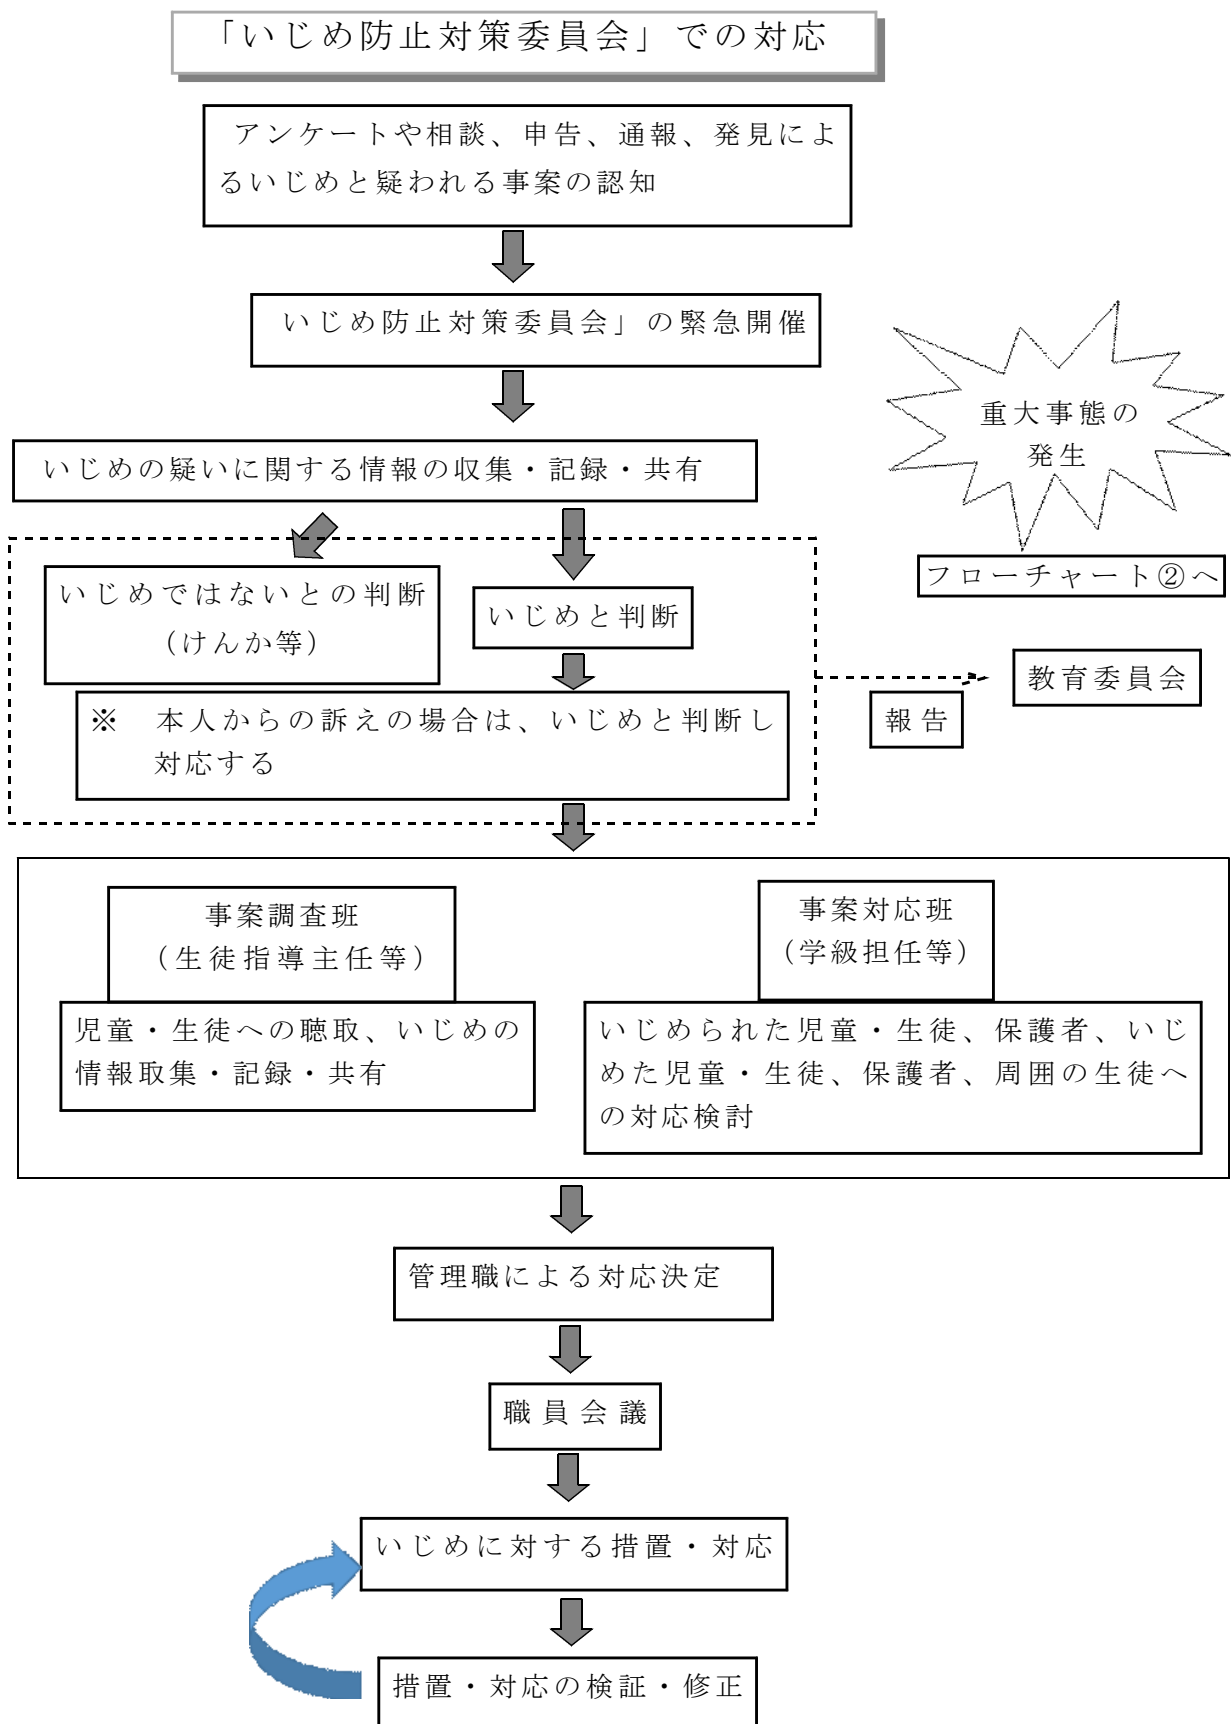 「いじめ防止対策委員会」での対応
アンケートや相談、申告、通報、発見によ
るいじめと疑われる事案の認知
いじめ防止対策委員会」の緊急開催
重大事態の
発生
いじめの疑いに関する情報の収集・記録・共有
フローチャート②へ
いじめではないとの判断
（けんか等）
いじめと判断
教育委員会
報告
※　本人からの訴えの場合は、いじめと判断し
対応する
事案調査班
（生徒指導主任等）
児童・生徒への聴取、いじめの
情報取集・記録・共有
事案対応班
（学級担任等）
いじめられた児童・生徒、保護者、いじ
めた児童・生徒、保護者、周囲の生徒へ
の対応検討
管理職による対応決定
職員会議
いじめに対する措置・対応
措置・対応の検証・修正